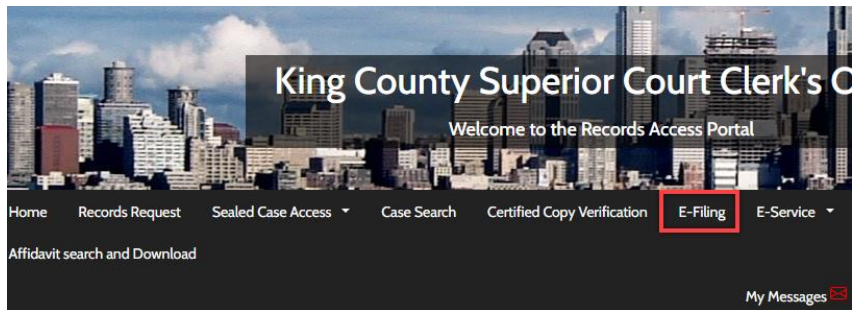 King County Superior Court Clerk's O
Welcome to the Records Access Portal
Home Records Request Sealed Case Access Case Search Certified Copy Verification E-Filing E-Service
Affidavit search and Download
My Messages